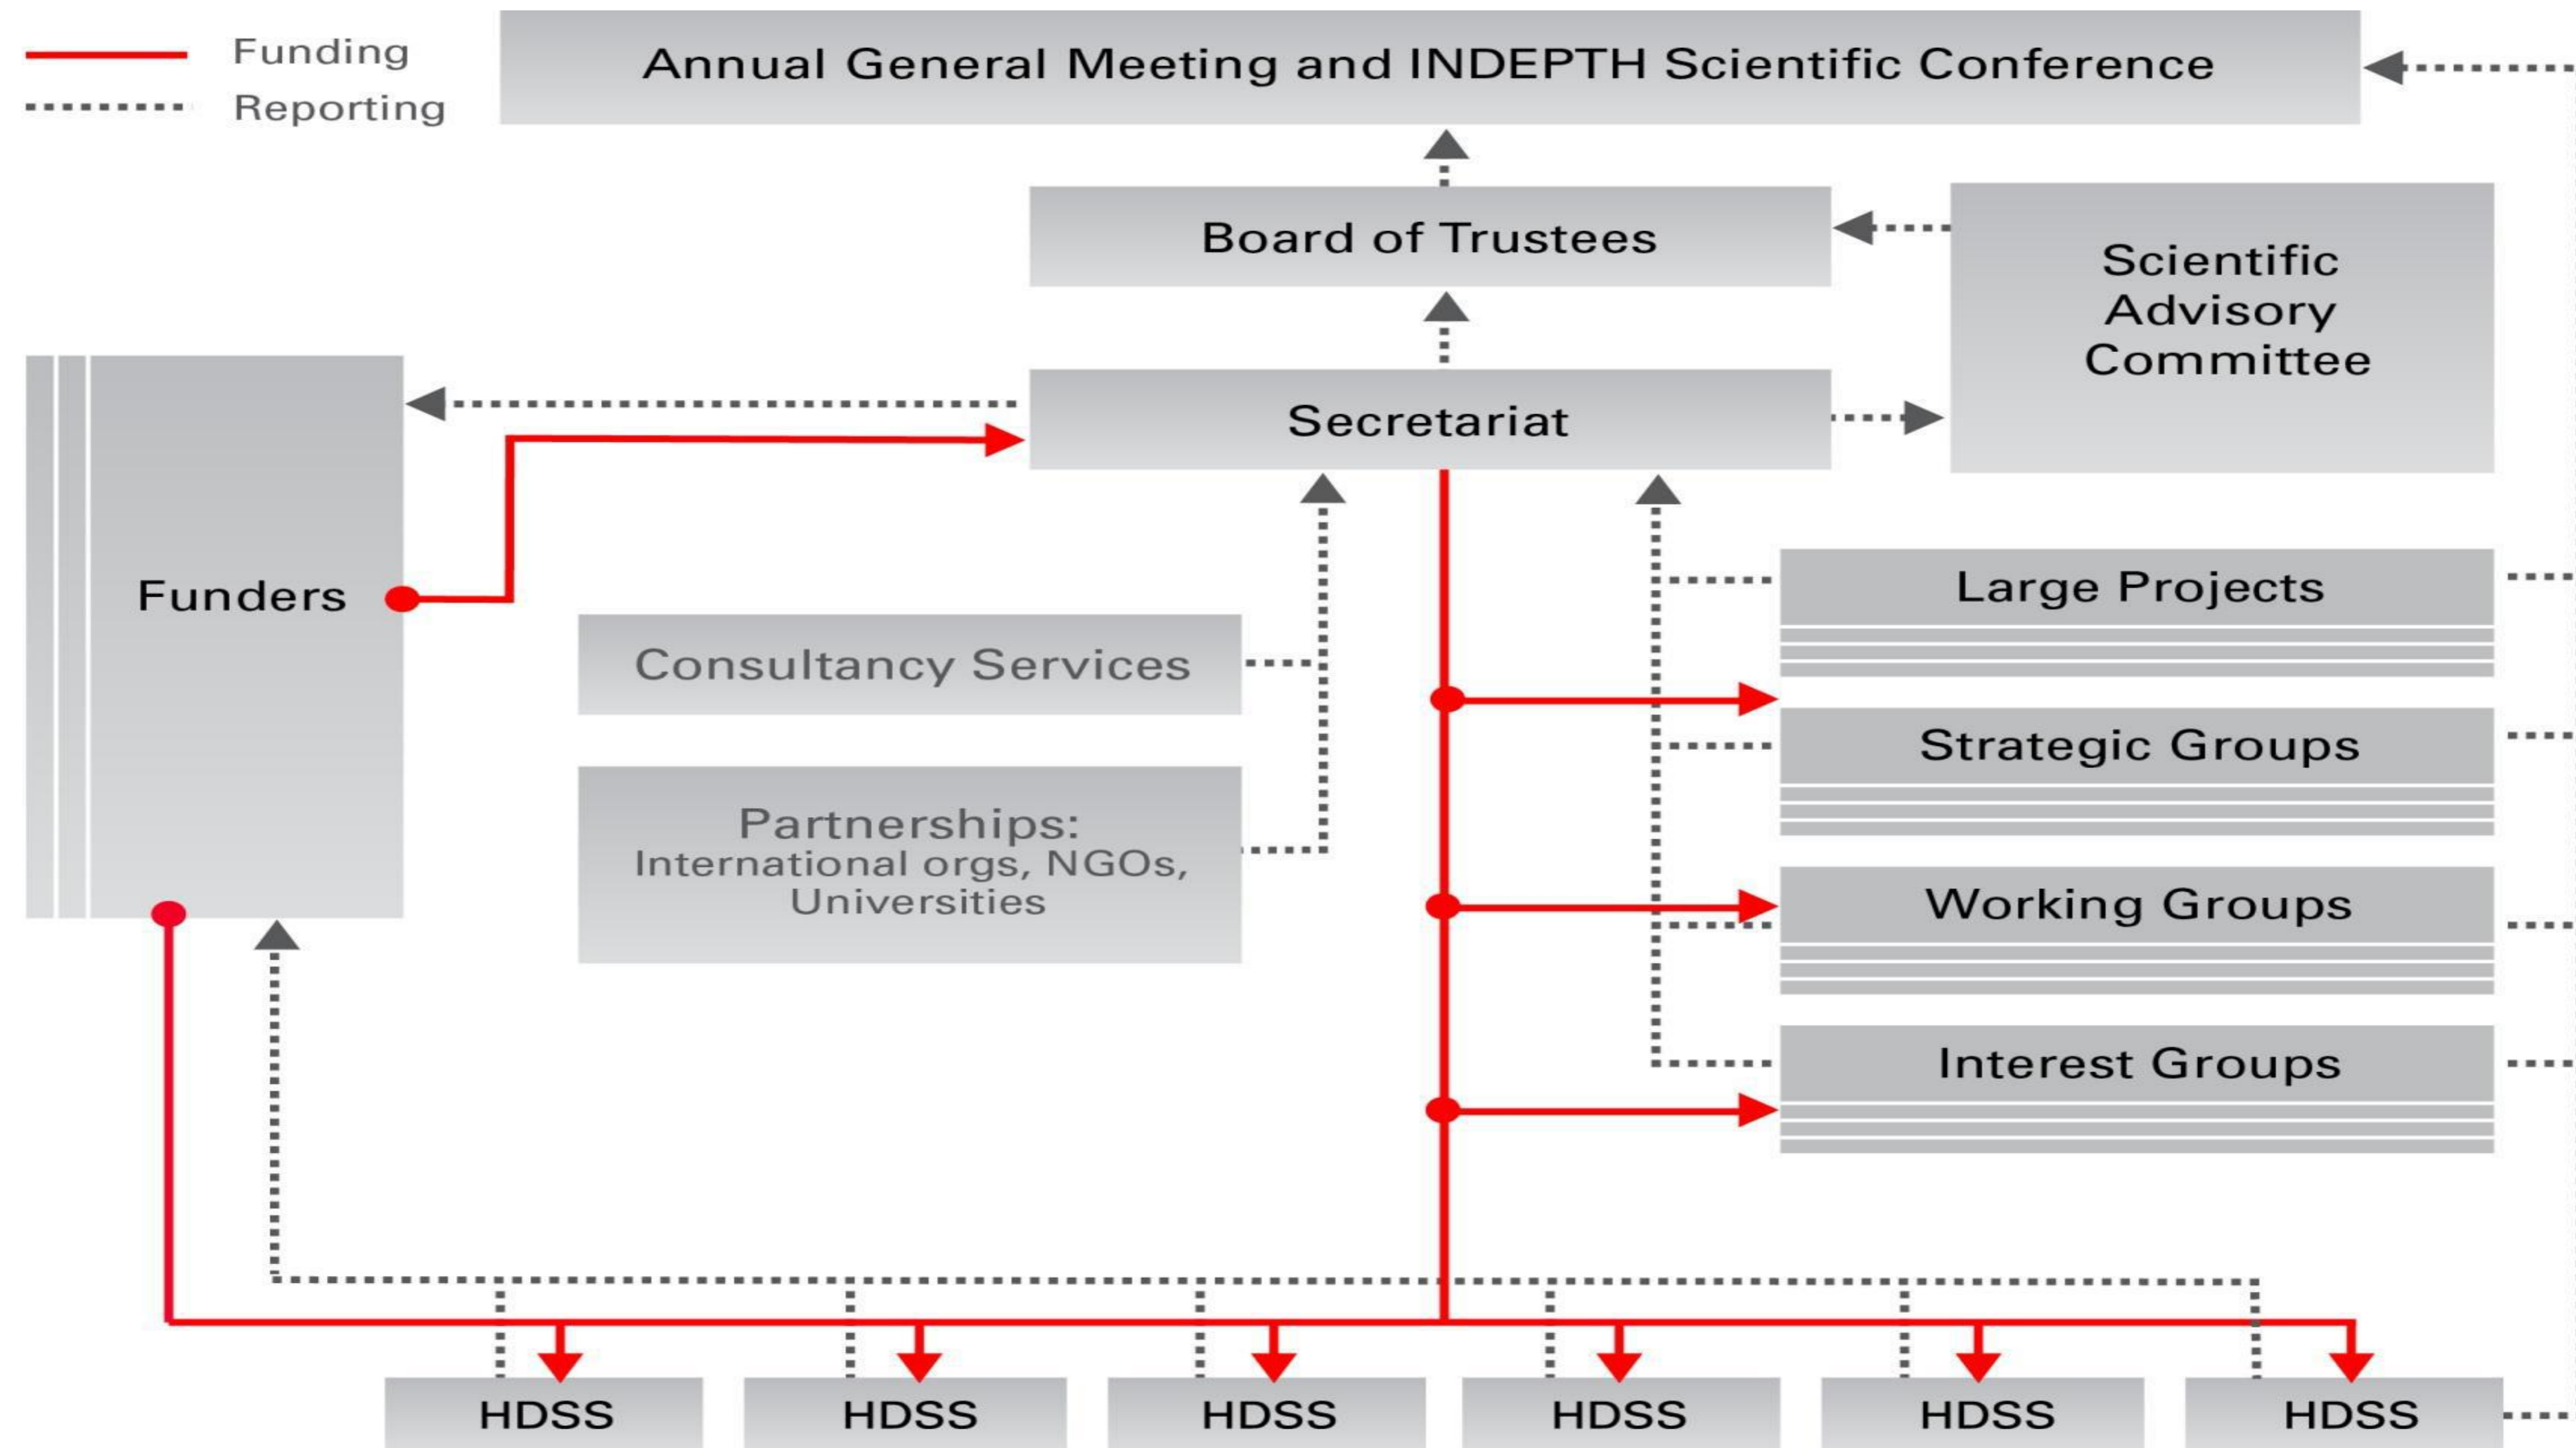 Funding
Reporting
Annual General Meeting and INDEPTH Scientific Conference
Board of Trustees
Scientific
Advisory
Committee
Secretariat
Funders
Large Projects
Consultancy Services
Strategic Groups
Partnerships:
International orgs, NGOs,
Universities
Working Groups
Interest Groups
HDSS
HDSS
HDSS
HDSS
HDSS
HDSS